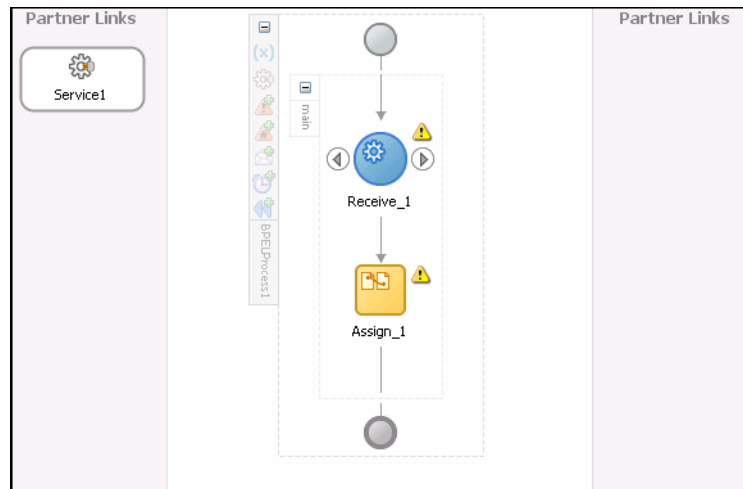 Partner Links
Partner Links
Service1
(x)
main
Receive_1
BPELProcess1
Assign_1